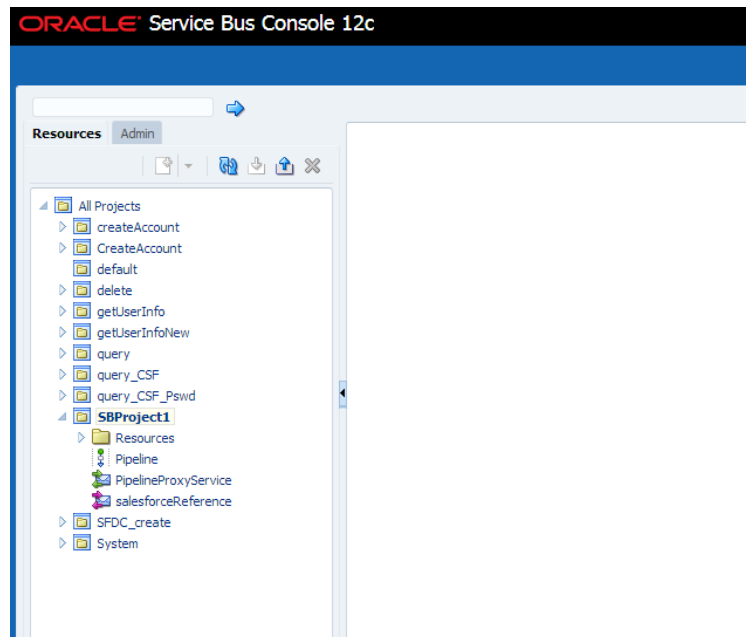 ORACLE Service Bus Console 12c
Resources Admin
All Projects
createAccount
CreateAccount
default
delete
getUserInfo
getUserInfoNew
query
query_CSF
query_CSF_Pswd
SBProject1
Resources
Pipeline
PipelineProxyService
salesforceReference
SFDC_create
System